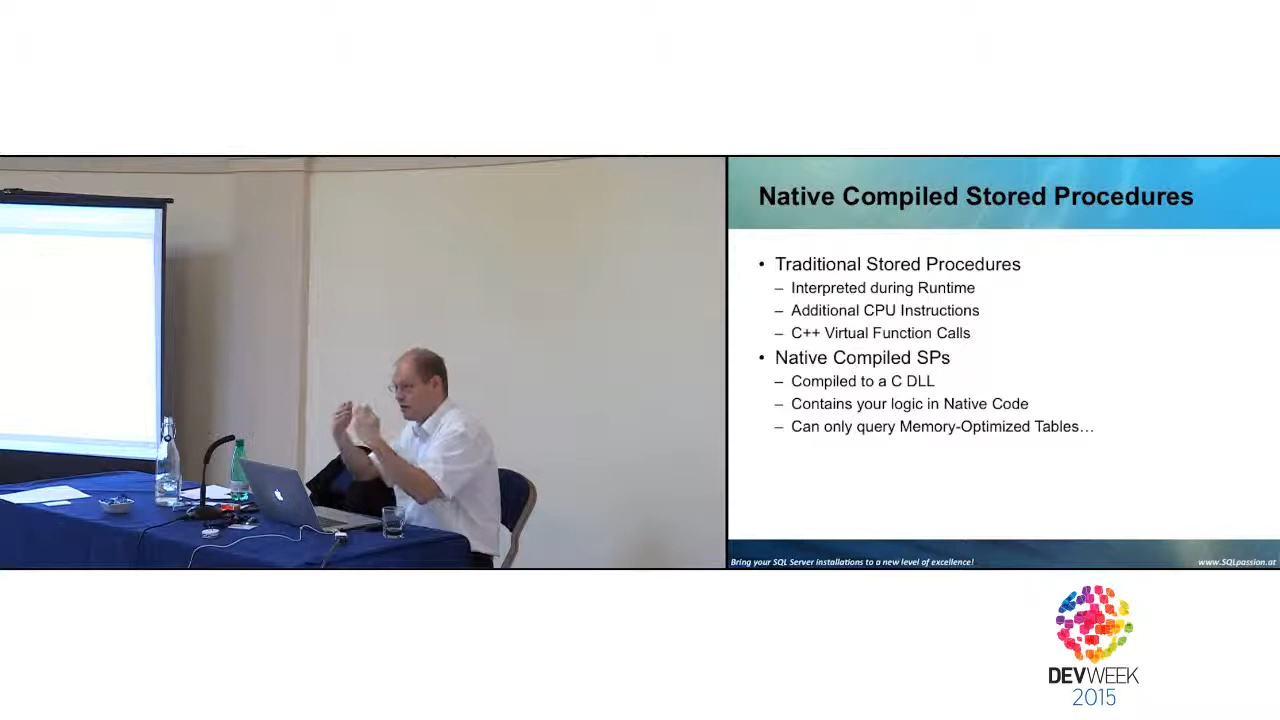 Native Compiled Stored Procedures
• Traditional Stored Procedures
– Interpreted during Runtime
– Additional CPU Instructions
– C++ Virtual Function Calls
• Native Compiled SPs
– Compiled to a C DLL
– Contains your logic in Native Code
– Can only query Memory-Optimized Tables…
Bring your SQL Server installations to a new level of excellence!
www.SQLpassion.at
DEVWEEK
2015